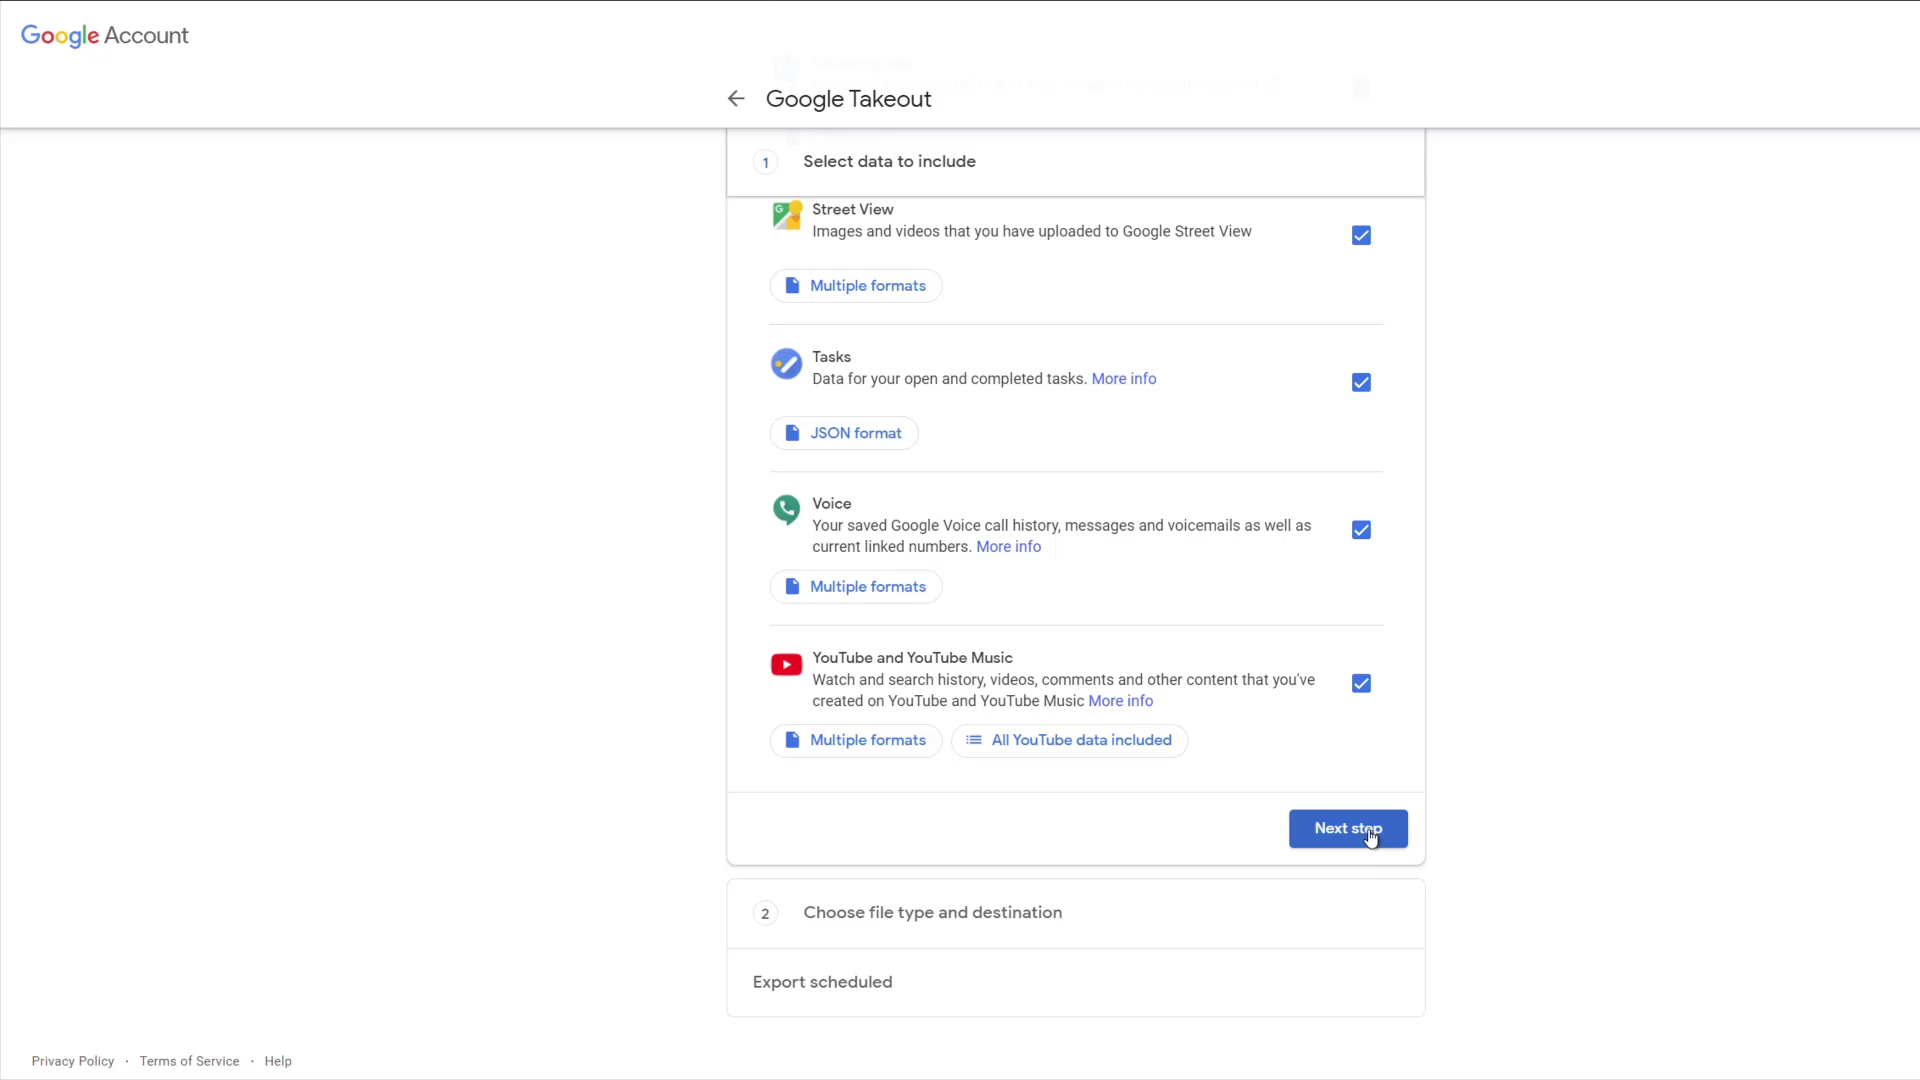 Google Account
Google Takeout
1 Select data to include
Street View
Images and videos that you have uploaded to Google Street View
Multiple formats
Tasks
Data for your open and completed tasks. More info
JSON format
Voice
Your saved Google Voice call history, messages and voicemails as well as
current linked numbers. More info
Multiple formats
YouTube and YouTube Music
Watch and search history, videos, comments and other content that you've
created on YouTube and YouTube Music More info
Multiple formats All YouTube data included
Next step
2 Choose file type and destination
Export scheduled
Privacy Policy · Terms of Service · Help